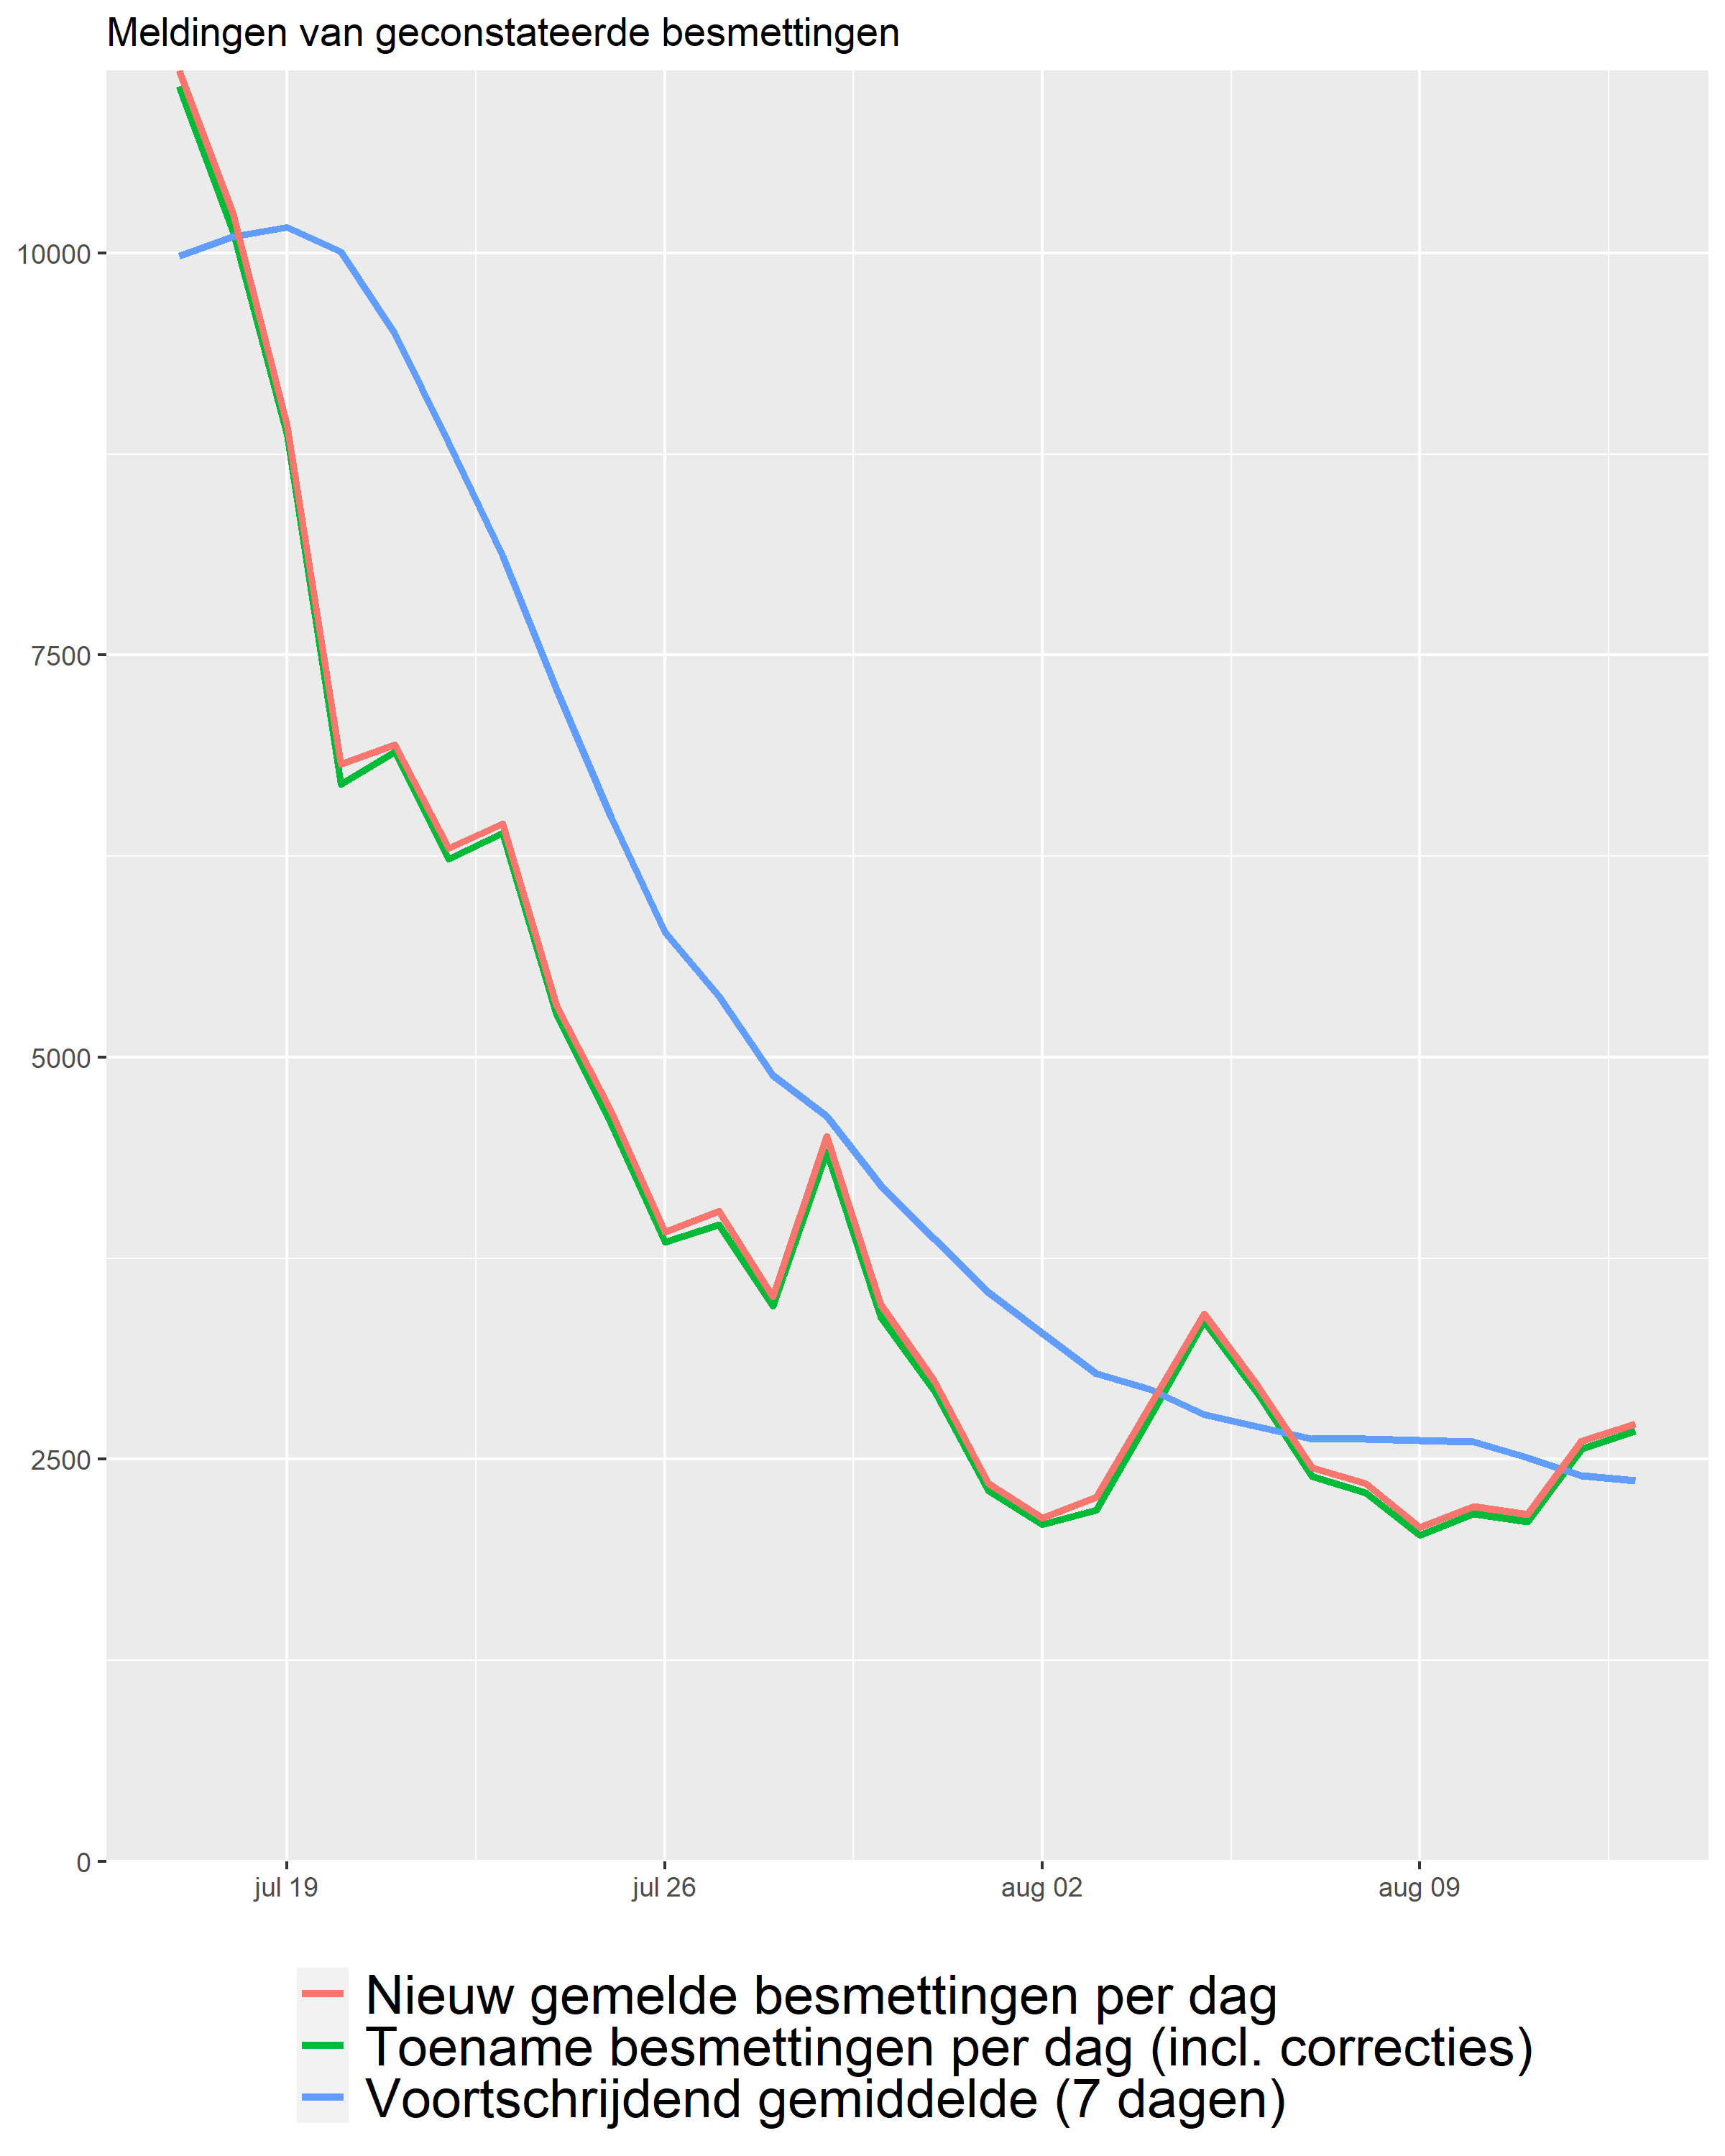 Meldingen van geconstateerde besmettingen
10000
7500
5000
2500
0
jul 19 jul 26 aug 02 aug 09
Nieuw gemelde besmettingen per dag
Toename besmettingen per dag (incl. correcties)
Voortschrijdend gemiddelde (7 dagen)